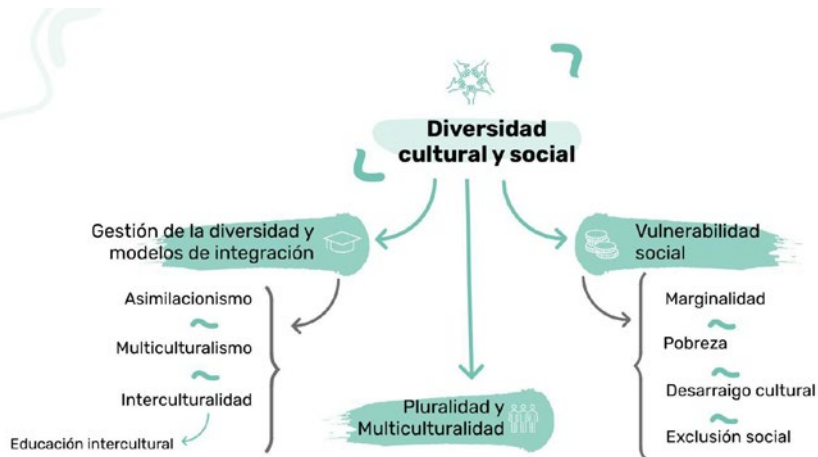 Diversidad
cultural y social
Gestión de la diversidad y
modelos de integración
Asimilacionismo
Multiculturalismo
Interculturalidad
Educación intercultural
Pluralidad y
Multiculturalidad
Vulnerabilidad
social
Marginalidad
Pobreza
Desarraigo cultural
Exclusión social